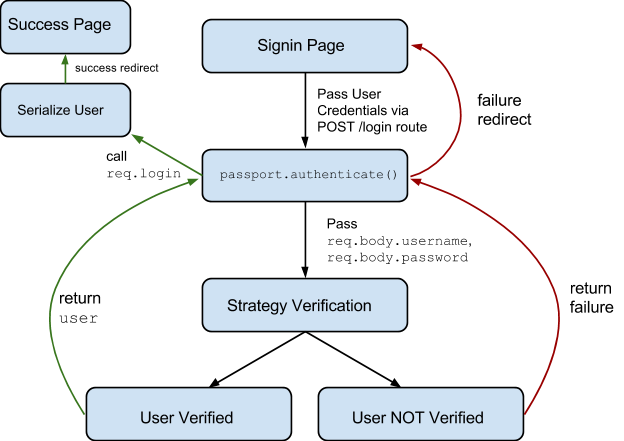 Success Page
Signin Page
success redirect
Serialize User
Pass User
Credentials via
POST /login route
failure
redirect
call
req.login
passport.authenticate()
Pass
req.body.username,
req.body.password
return
user
Strategy Verification
return
failure
User Verified
User NOT Verified